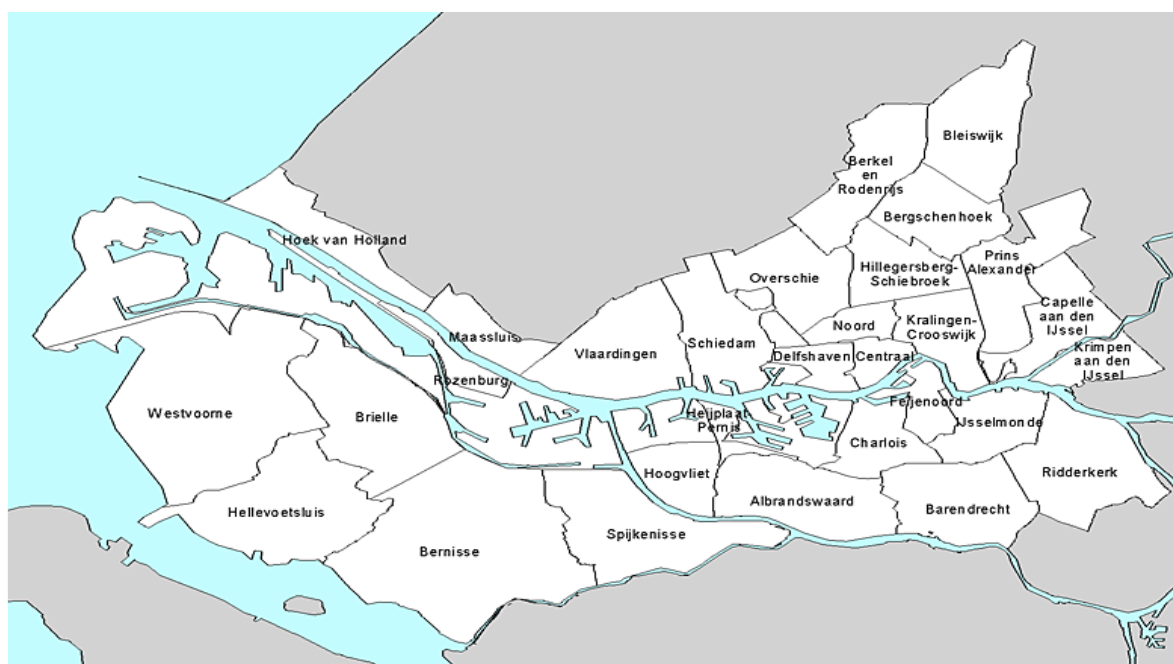 Bleiswijk
Berkel
en
Rodenrijs
Bergschenhoek
Hoek van Holland
Overschie
Hillegersberg-
Schiebroek
Prins
Alexander
Capelle
aan den
IJssel
Maassluis
Vlaardingen
Schiedam
Noord
Kralingen-
Crooswijk
Delfshaven
Centraal
Krimpen
aan den
IJssel
Rozenburg
Westvoorne
Brielle
Heijplaat
Pernis
Feijenoord
IJsselmonde
Charlois
Hoogvliet
Ridderkerk
Albrandswaard
Barendrecht
Hellevoetsluis
Spijkenisse
Bernisse